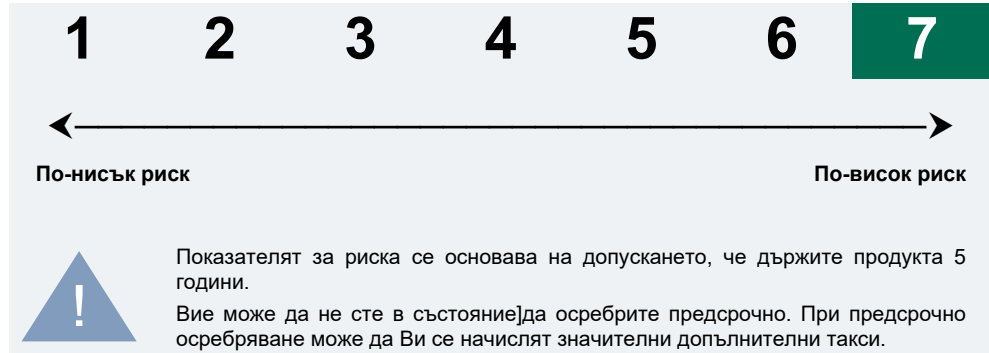 1 2 3 4 5 6 7
По-нисък риск По-висок риск
! Показателят за риска се основава на допускането, че държите продукта 5
години.
Вие може да не сте в състояние]да осребрите предсрочно. При предсрочно
осребряване може да Ви се начислят значителни допълнителни такси.